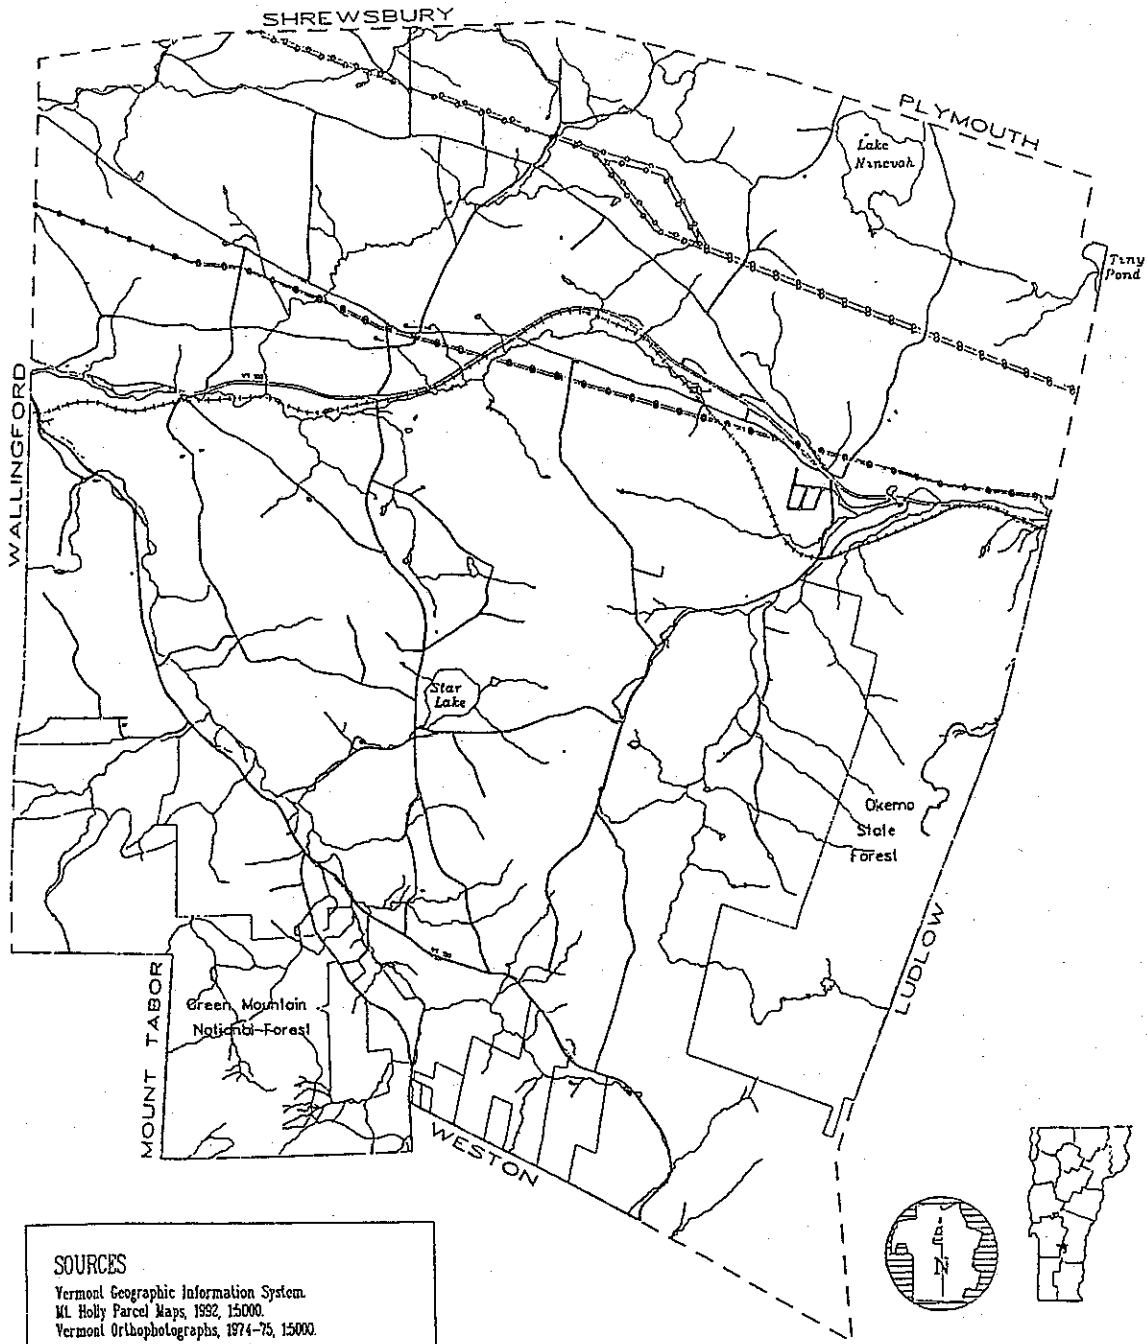 SHREWSBURY
PLYMOUTH
Lake
Ninevah
Tiny
Pond
WALLINGFORD
Star
Lake
Okemo
State
Forest
LUDLOW
MOUNT TABOR
Green Mountain
National-Forest
WESTON
N
SOURCES
Vermont Geographic Information System.
Mt. Holly Parcel Maps, 1992, 1:5000.
Vermont Orthophotographs, 1974-75, 1:5000.